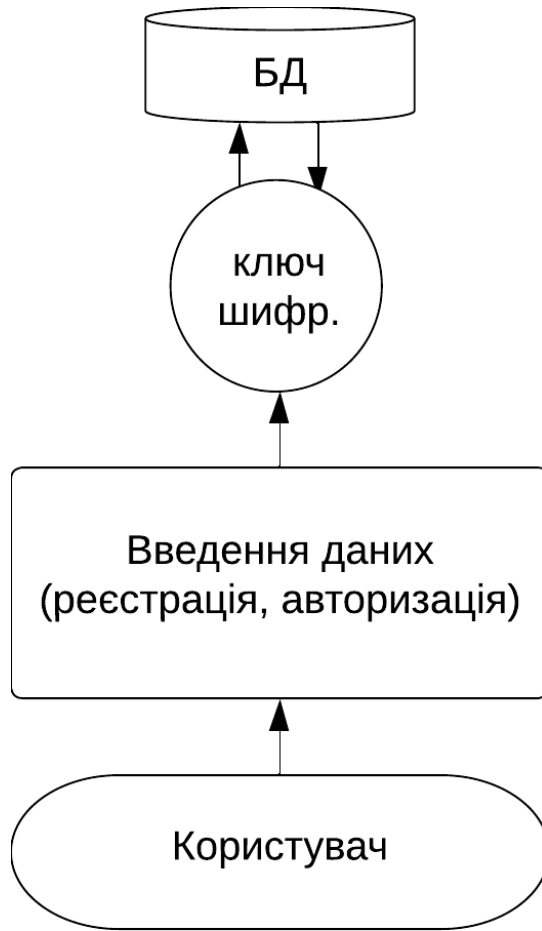 БД
ключ
шифр.
Введення даних
(реєстрація, авторизація)
Користувач